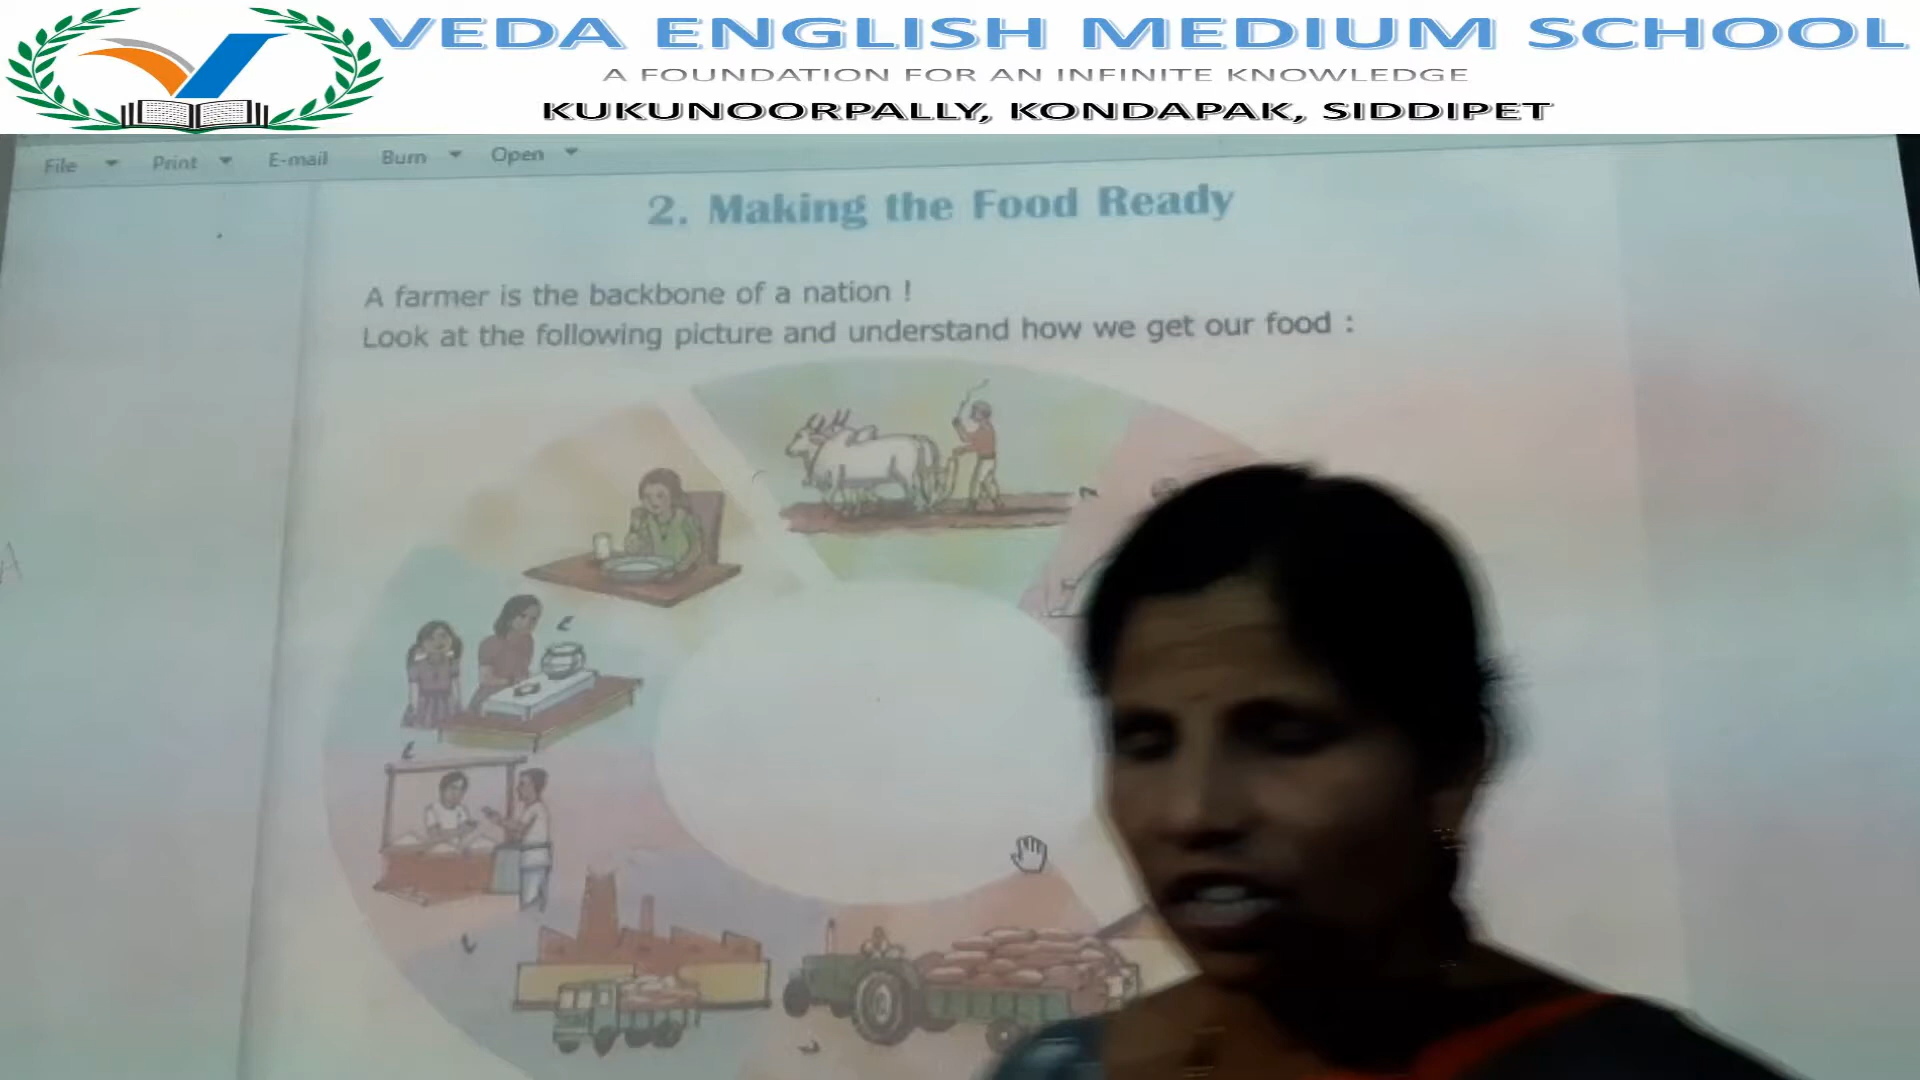 VEDA ENGLISH MEDIUM SCHOOL
A FOUNDATION FOR AN INFINITE KNOWLEDGE
KUKUNOORPALLY, KONDAPAK, SIDDIPET
File Print E-mail Burn Open
2. Making the Food Ready
A farmer is the backbone of a nation !
Look at the following picture and understand how we get our food :